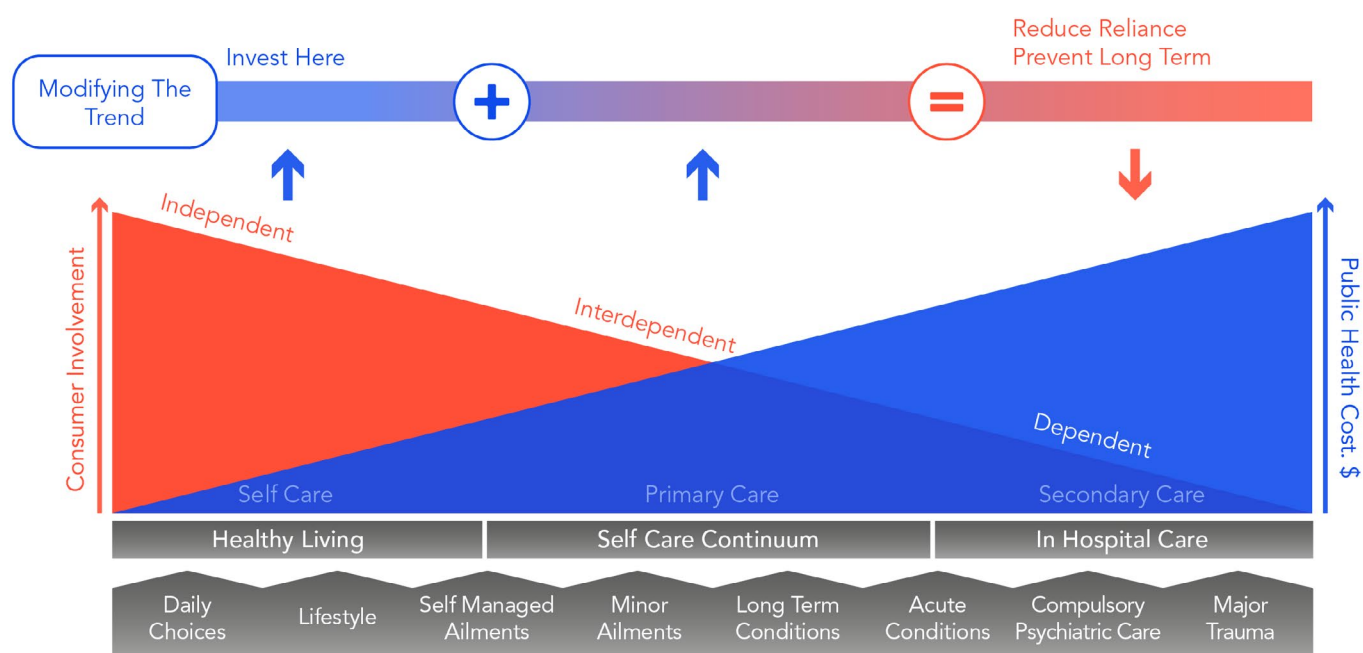 Invest Here
Reduce Reliance
Prevent Long Term
Modifying The
Trend
+
=
Independent
Interdependent
Dependent
Consumer Involvement
Public Health Cost. $
Self Care
Primary Care
Secondary Care
Healthy Living
Self Care Continuum
In Hospital Care
Daily
Choices
Lifestyle
Self Managed
Ailments
Minor
Ailments
Long Term
Conditions
Acute
Conditions
Compulsory
Psychiatric Care
Major
Trauma